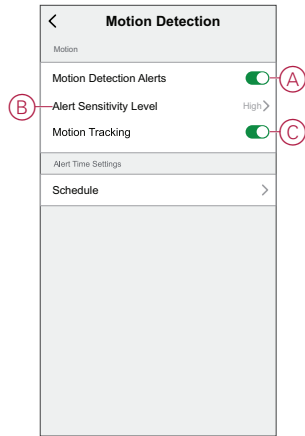 Motion Detection
Motion
Motion Detection Alerts
A
B
Alert Sensitivity Level
High
Motion Tracking
C
Alert Time Settings
Schedule